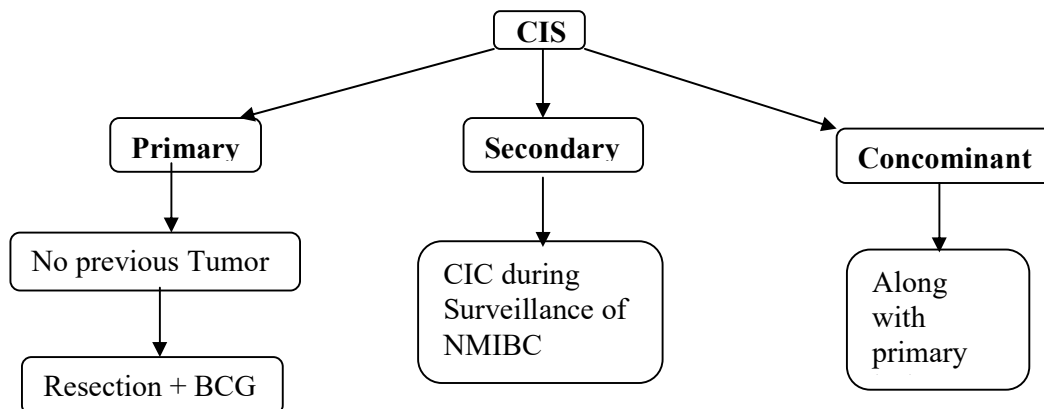 CIS
Primary
Secondary
Concominant
No previous Tumor
CIC during
Surveillance of
NMIBC
Along
with
primary
Resection + BCG